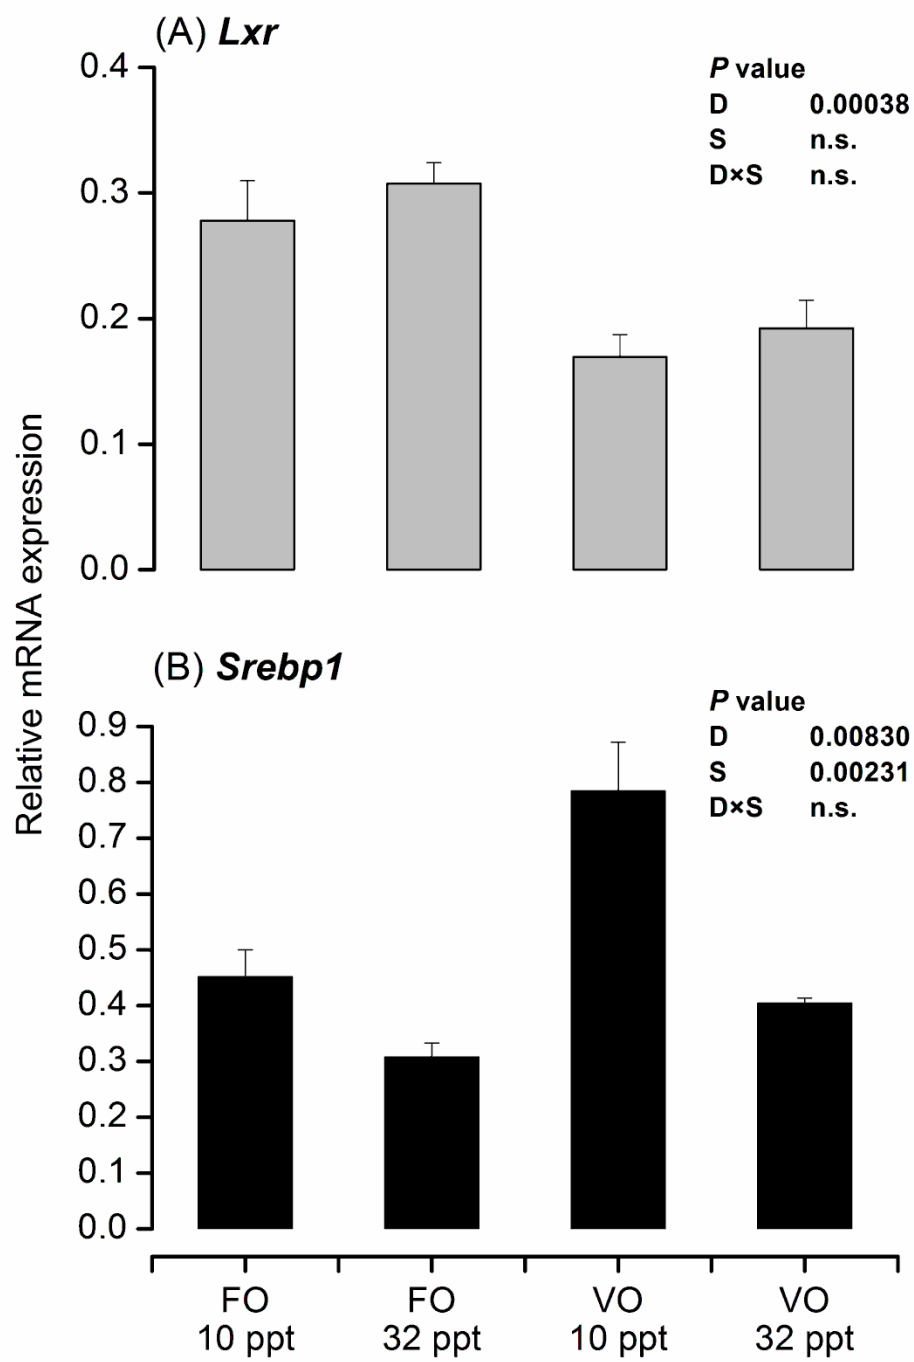 (A) Lxr
P value
D 0.00038
S n.s.
D×S n.s.
0.4
0.3
0.2
0.1
0.0
Relative mRNA expression
(B) Srebp1
P value
D 0.00830
S 0.00231
D×S n.s.
0.9
0.8
0.7
0.6
0.5
0.4
0.3
0.2
0.1
0.0
FO FO VO VO
10 ppt 32 ppt 10 ppt 32 ppt